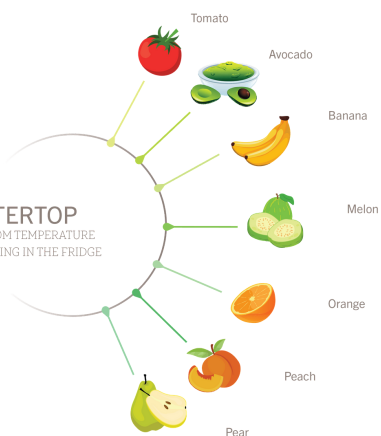 Tomato
Avocado
Banana
Melon
TERTOP
OM TEMPERATURE
ING IN THE FRIDGE
Orange
Peach
Pear